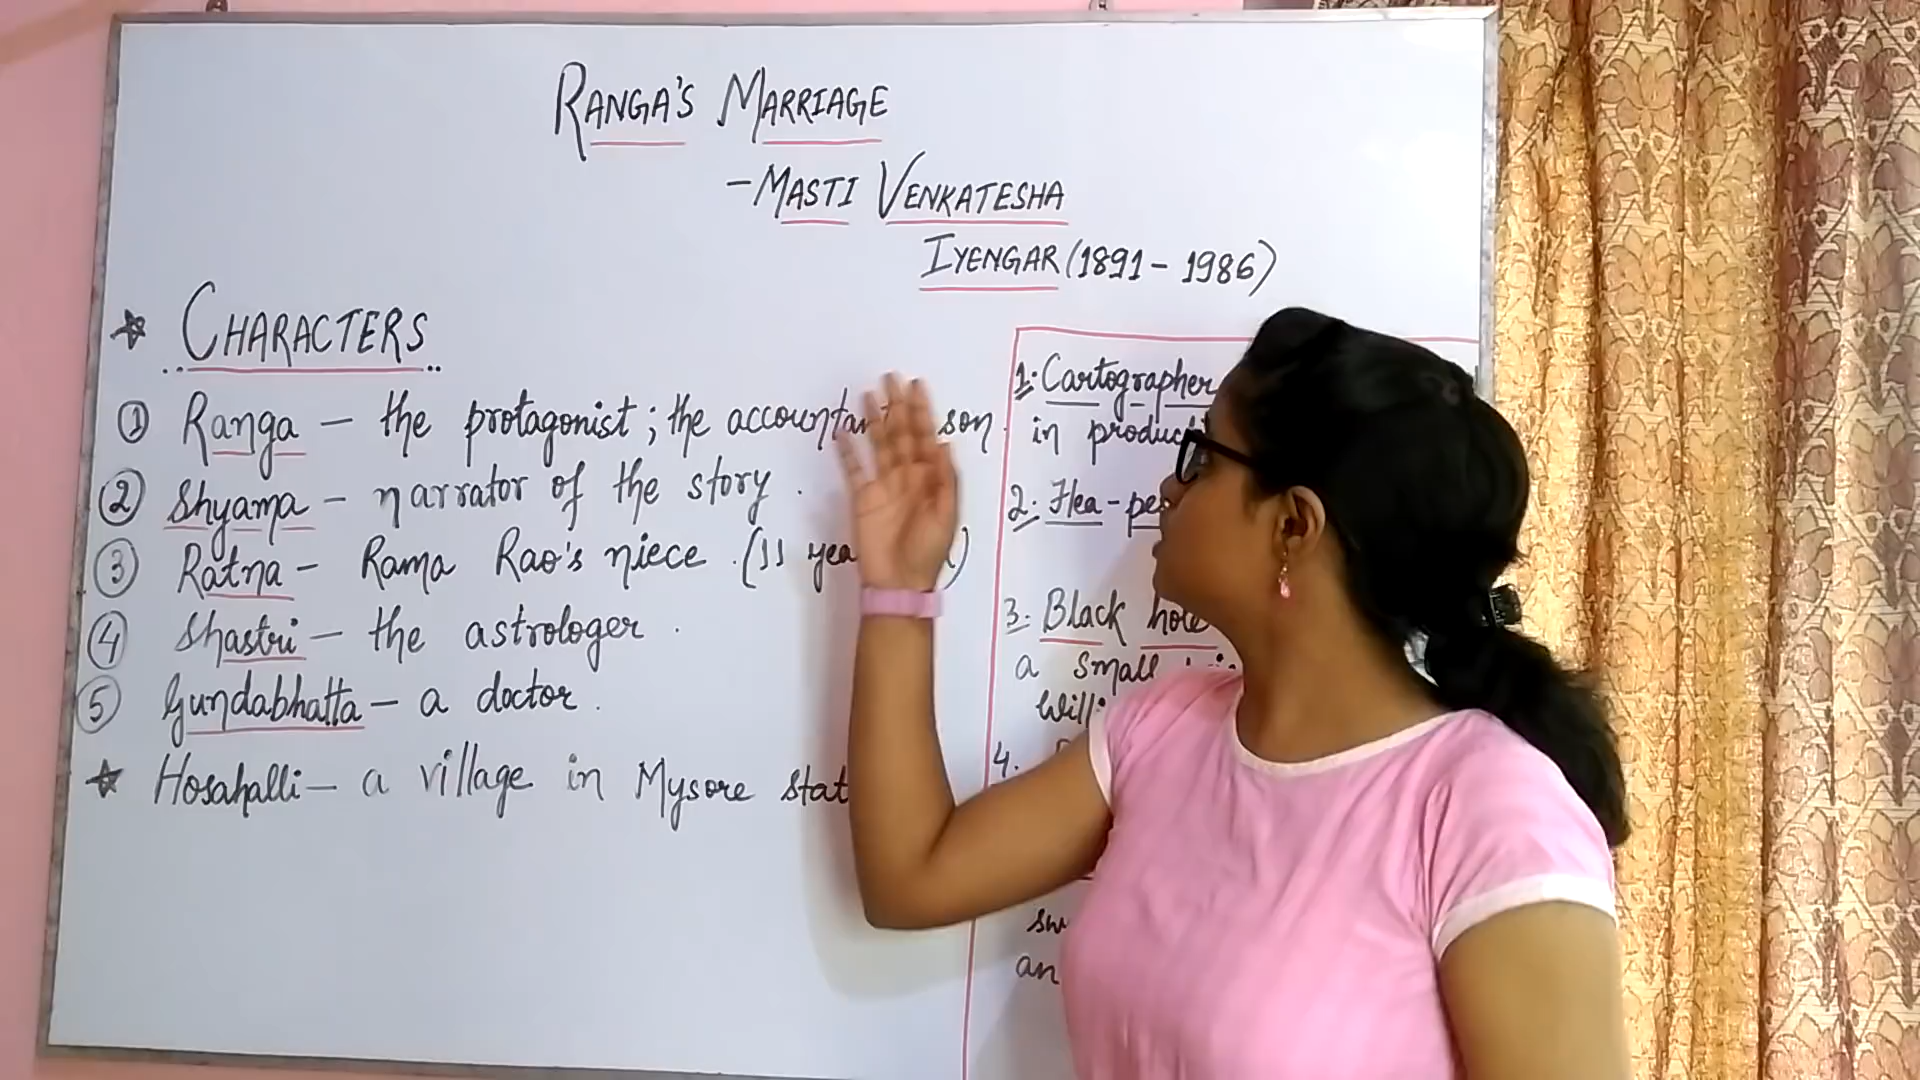 RANGA'S MARRIAGE
- MASTI VENKATESHA
IYENGAR (1891 - 1986)
CHARACTERS
1 Ranga - the protagonist; the son.
2 Shyama - narrator of the story.
3 Ratna - Rama Rao's niece. (11
4 Shastri - the astrologer.
5 Gundabhatta - a doctor.
Hosahalli - a village in Mysore
1. Cartographer
in
2. Flea-
3. Black hole
a small
4.
an